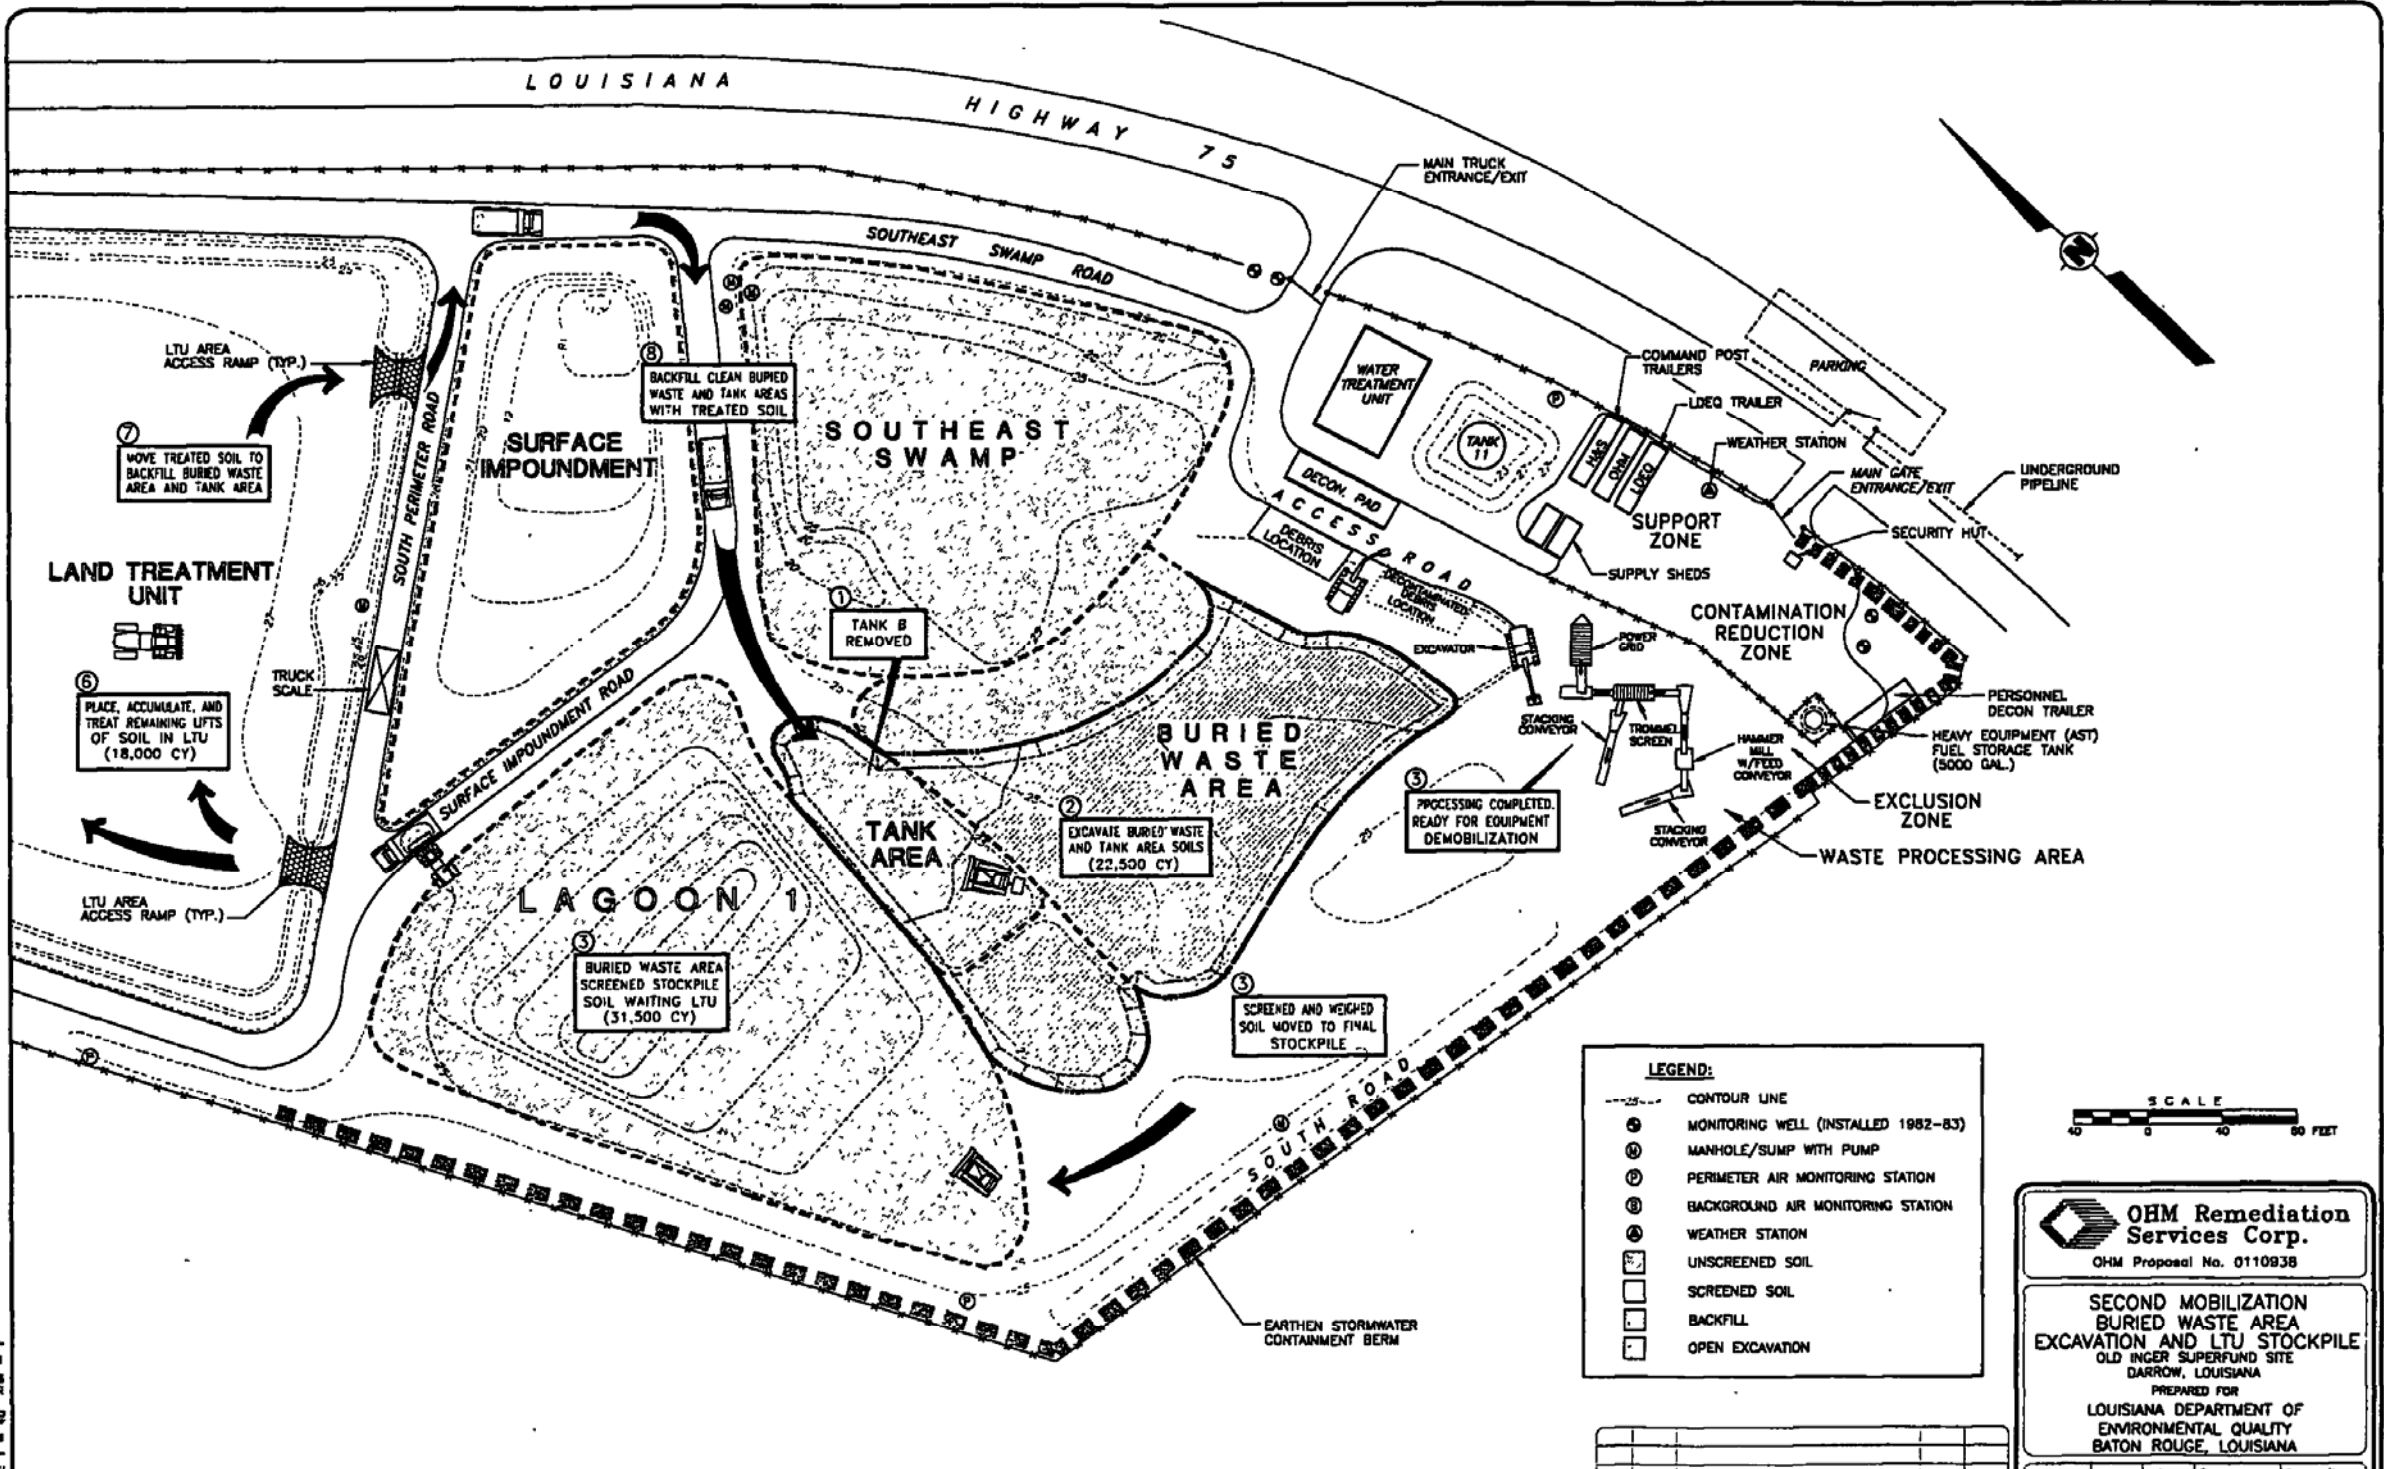 LOUISIANA HIGHWAY 75
MAIN TRUCK
ENTRANCE/EXIT
SOUTHEAST SWAMP ROAD
N
LTU AREA
ACCESS RAMP (TYP.)
7
MOVE TREATED SOIL TO
BACKFILL BURIED WASTE
AREA AND TANK AREA
SOUTH PERIMETER ROAD
SURFACE
IMPOUNDMENT
8
BACKFILL CLEAN BURIED
WASTE AND TANK AREAS
WITH TREATED SOIL
SOUTHEAST
SWAMP
WATER
TREATMENT
UNIT
TANK
11
DECON. PAD
ACCESS ROAD
DEBRIS
LOCATION
DECONTAMINATED
DEBRIS
LOCATION
COMMAND POST
TRAILERS
LDEQ TRAILER
H&S
OHM
LDEQ
WEATHER STATION
PARKING
MAIN GATE
ENTRANCE/EXIT
UNDERGROUND
PIPELINE
SECURITY HUT
SUPPORT
ZONE
SUPPLY SHEDS
CONTAMINATION
REDUCTION
ZONE
PERSONNEL
DECON TRAILER
HEAVY EQUIPMENT (AST)
FUEL STORAGE TANK
(5000 GAL.)
EXCLUSION
ZONE
WASTE PROCESSING AREA
LAND TREATMENT
UNIT
6
PLACE, ACCUMULATE, AND
TREAT REMAINING LIFTS
OF SOIL IN LTU
(18,000 CY)
TRUCK
SCALE
SURFACE IMPOUNDMENT ROAD
1
TANK B
REMOVED
EXCAVATOR
POWER
GRID
STACKING
CONVEYOR
TROMMEL
SCREEN
HAMMER
MILL
W/FEED
CONVEYOR
STACKING
CONVEYOR
BURIED
WASTE
AREA
3
PROCESSING COMPLETED.
READY FOR EQUIPMENT
DEMOBILIZATION
2
EXCAVATE BURIED WASTE
AND TANK AREA SOILS
(22,500 CY)
TANK
AREA
LTU AREA
ACCESS RAMP (TYP.)
LAGOON 1
3
BURIED WASTE AREA
SCREENED STOCKPILE
SOIL WAITING LTU
(31,500 CY)
3
SCREENED AND WEIGHED
SOIL MOVED TO FINAL
STOCKPILE
SOUTH ROAD
EARTHEN STORMWATER
CONTAINMENT BERM
LEGEND:
25 CONTOUR LINE
MONITORING WELL (INSTALLED 1982-83)
M MANHOLE/SUMP WITH PUMP
P PERIMETER AIR MONITORING STATION
B BACKGROUND AIR MONITORING STATION
A WEATHER STATION
UNSCREENED SOIL
SCREENED SOIL
BACKFILL
OPEN EXCAVATION
SCALE
40 0 40 80 FEET
OHM Remediation
Services Corp.
OHM Proposal No. 0110938
SECOND MOBILIZATION
BURIED WASTE AREA
EXCAVATION AND LTU STOCKPILE
OLD INGER SUPERFUND SITE
DARROW, LOUISIANA
PREPARED FOR
LOUISIANA DEPARTMENT OF
ENVIRONMENTAL QUALITY
BATON ROUGE, LOUISIANA